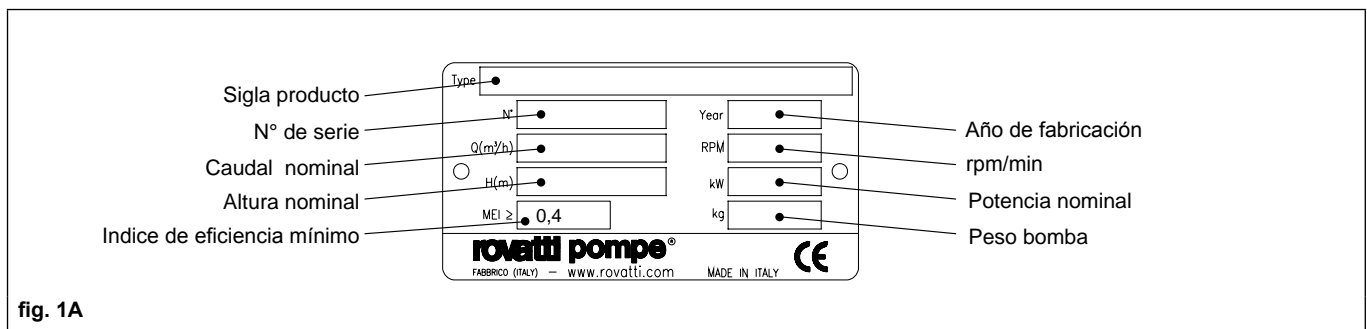 Type
Sigla producto
N° Year
N° de serie Año de fabricación
Q(m³/h) RPM
Caudal nominal rpm/min
H(m) kW
Altura nominal Potencia nominal
MEI ≥ 0,4 kg
Indice de eficiencia mínimo Peso bomba
rovatti pompe® CE
FABBRICO (ITALY) – www.rovatti.com MADE IN ITALY
fig. 1A